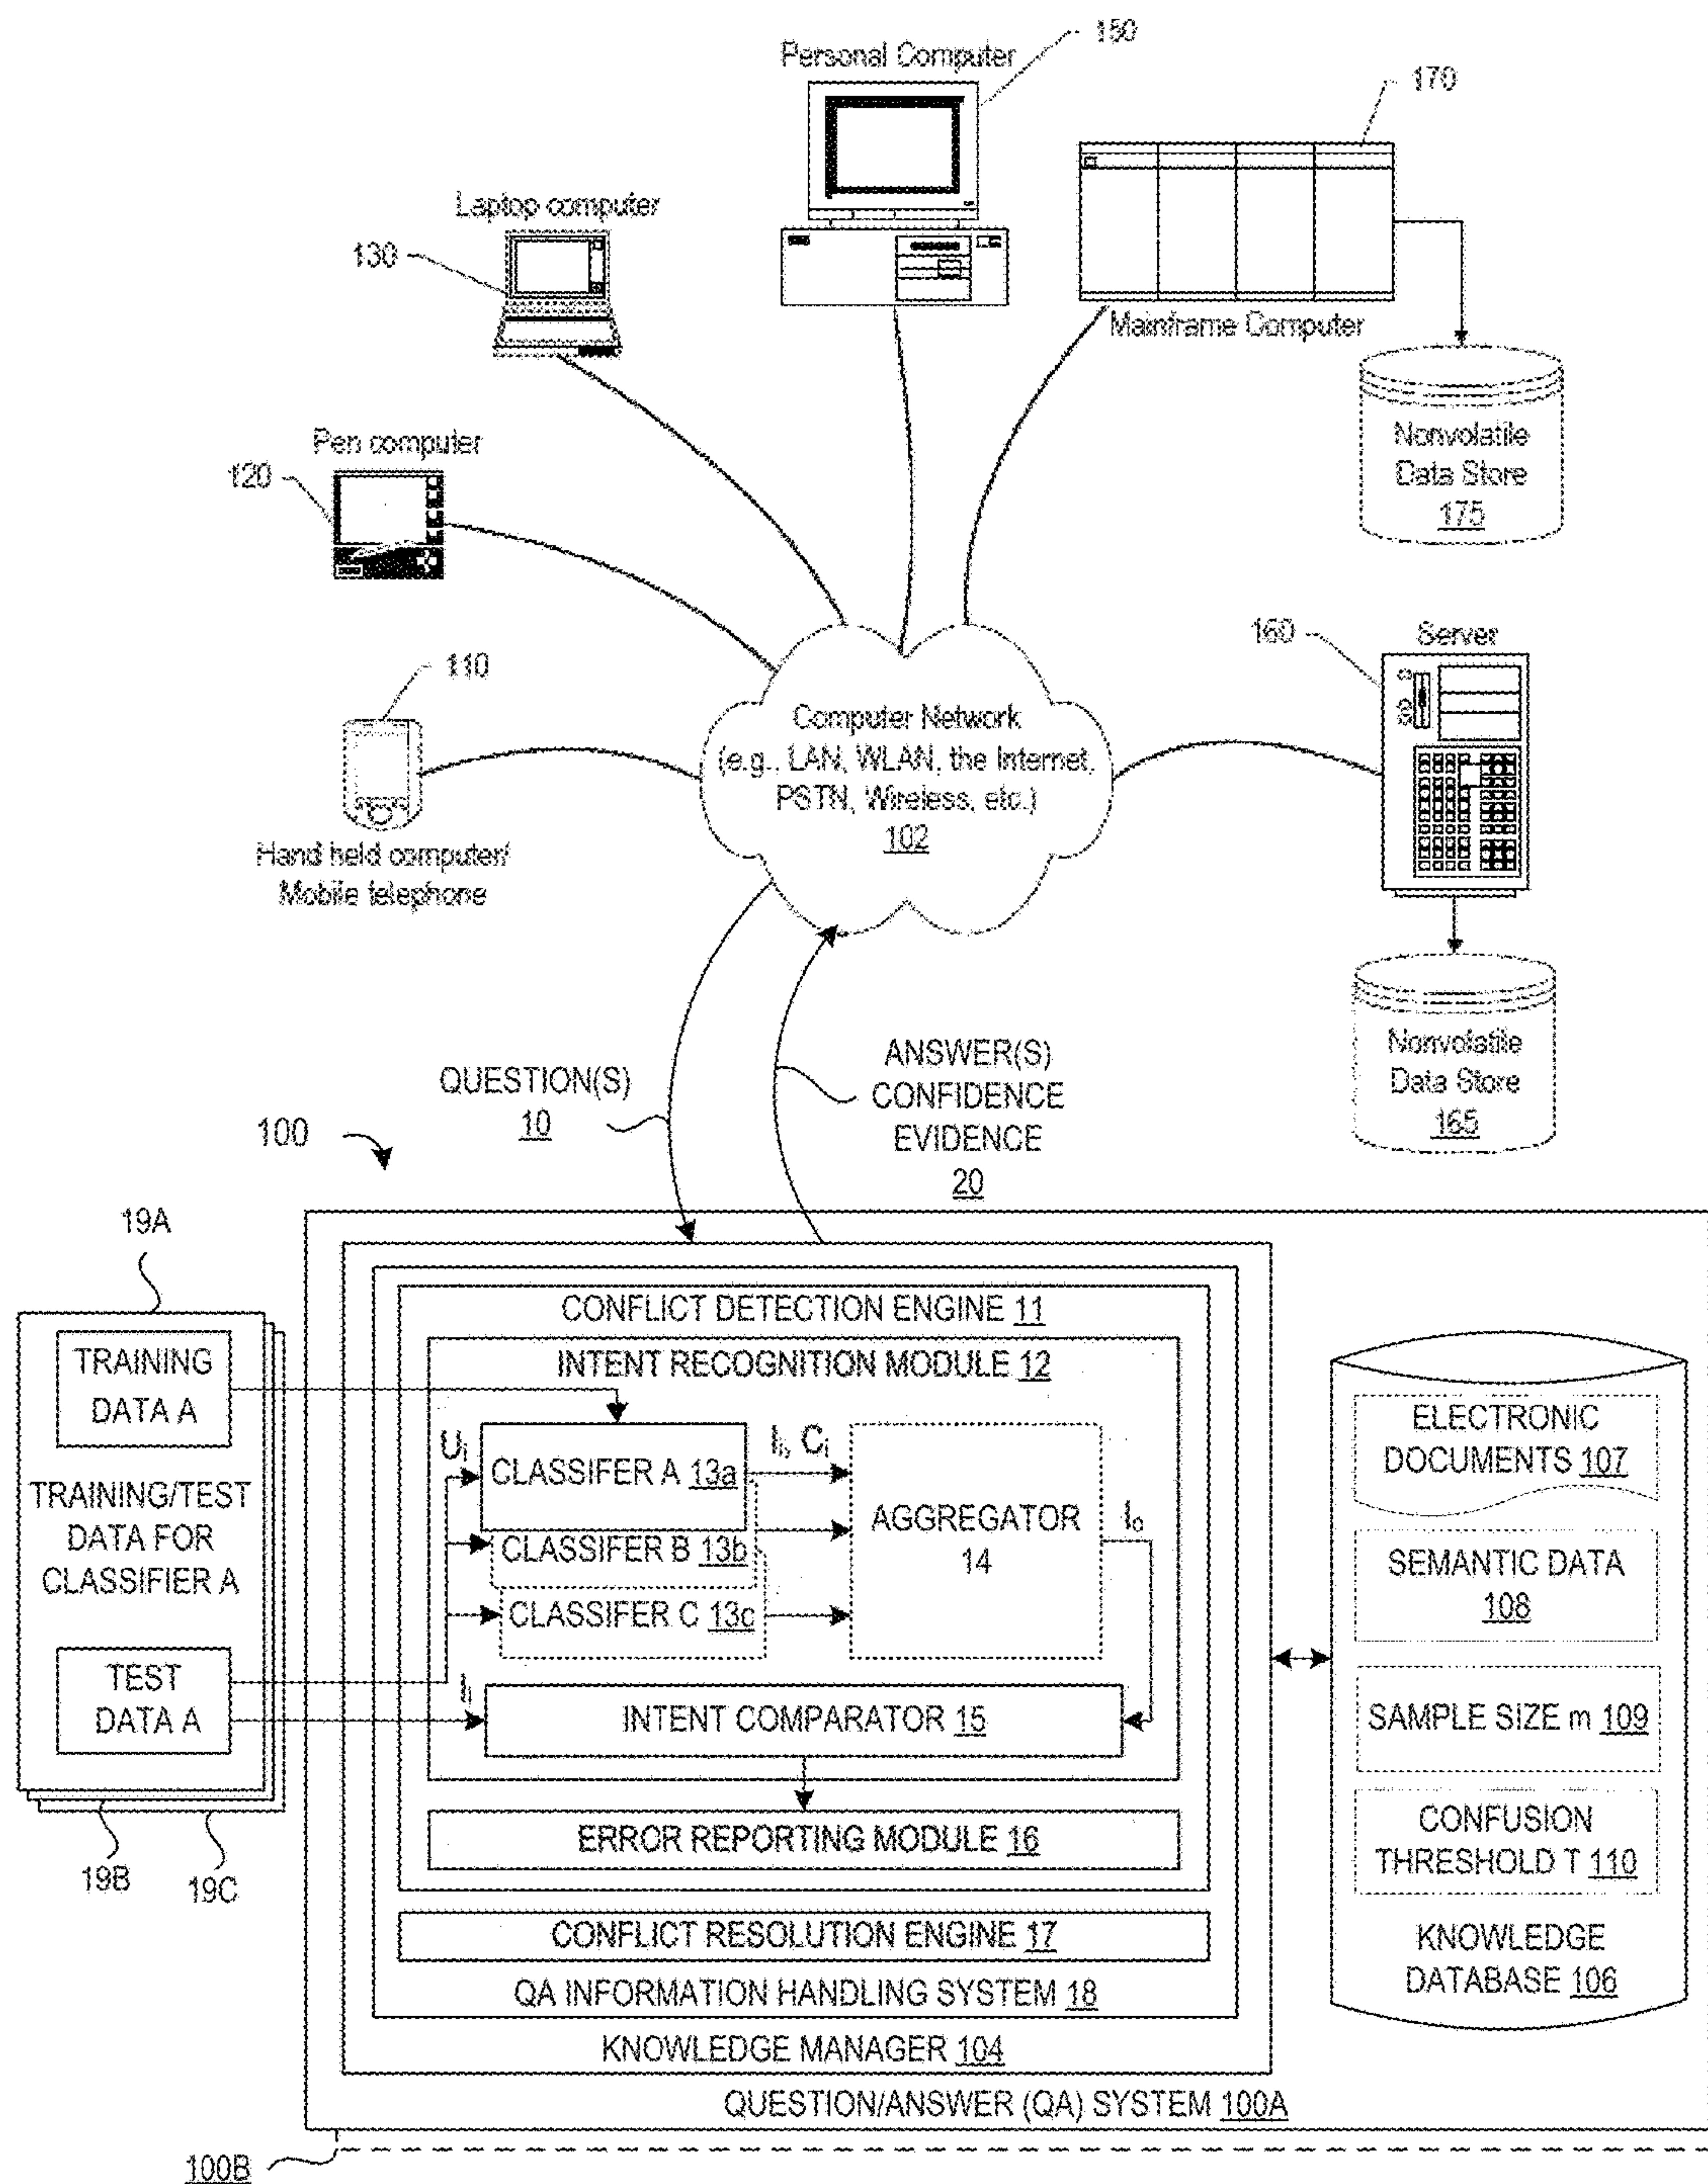 150
Personal Computer
170
Laptop computer
130
Mainframe Computer
Nonvolatile
Data Store
175
Pen computer
120
160
Server
110
Computer Network
(e.g., LAN, WLAN, the Internet,
PSTN, Wireless, etc.)
102
Hand held computer/
Mobile telephone
Nonvolatile
Data Store
165
QUESTION(S)
10
ANSWER(S)
CONFIDENCE
EVIDENCE
20
100
19A
TRAINING
DATA A
TRAINING/TEST
DATA FOR
CLASSIFIER A
TEST
DATA A
19B
19C
CONFLICT DETECTION ENGINE 11
INTENT RECOGNITION MODULE 12
Ui
CLASSIFER A 13a
Ii, Ci
CLASSIFER B 13b
CLASSIFER C 13c
AGGREGATOR
14
Io
Ii
INTENT COMPARATOR 15
ERROR REPORTING MODULE 16
CONFLICT RESOLUTION ENGINE 17
QA INFORMATION HANDLING SYSTEM 18
KNOWLEDGE MANAGER 104
QUESTION/ANSWER (QA) SYSTEM 100A
ELECTRONIC
DOCUMENTS 107
SEMANTIC DATA
108
SAMPLE SIZE m 109
CONFUSION
THRESHOLD T 110
KNOWLEDGE
DATABASE 106
100B